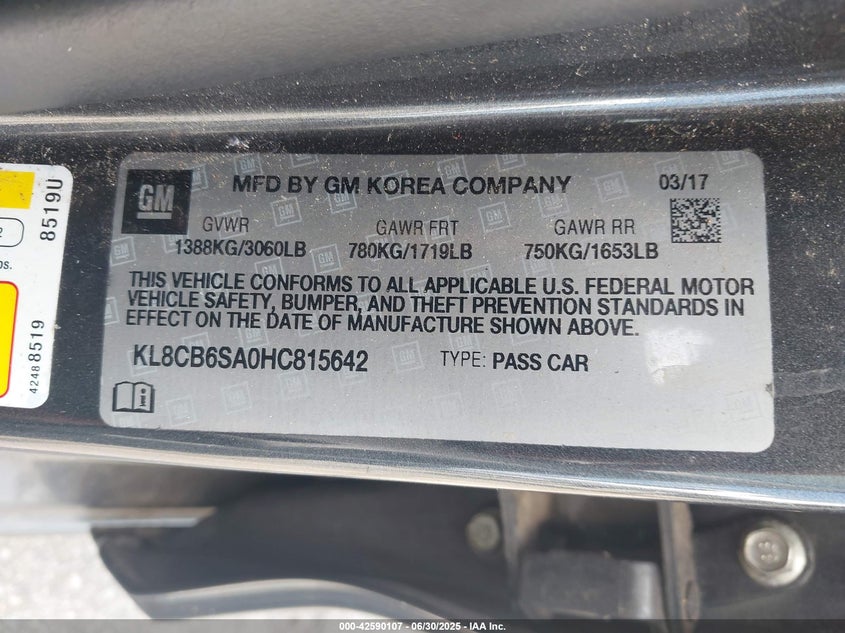 GM
MFD BY GM KOREA COMPANY
03/17
GVWR
GAWR FRT
GAWR RR
1388KG/3060LB
780KG/1719LB
750KG/1653LB
THIS VEHICLE CONFORMS TO ALL APPLICABLE U.S. FEDERAL MOTOR
VEHICLE SAFETY, BUMPER, AND THEFT PREVENTION STANDARDS IN
EFFECT ON THE DATE OF MANUFACTURE SHOWN ABOVE.
KL8CB6SA0HC815642
TYPE: PASS CAR
8519U
42488519
000-42590107 - 06/30/2025 - IAA Inc.